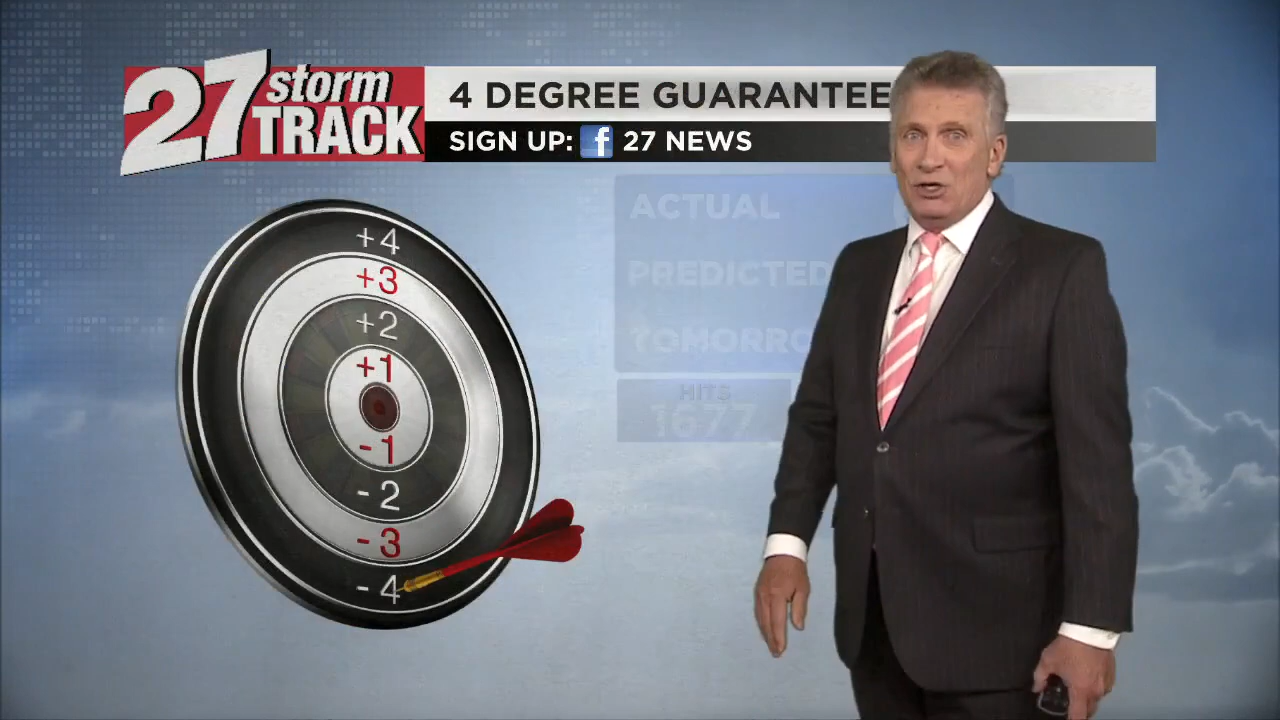 27 storm TRACK
4 DEGREE GUARANTEE
SIGN UP: f 27 NEWS
ACTUAL
PREDICTED
TOMORRO
HITS
1677
+4
+3
+2
+1
-1
-2
-3
-4